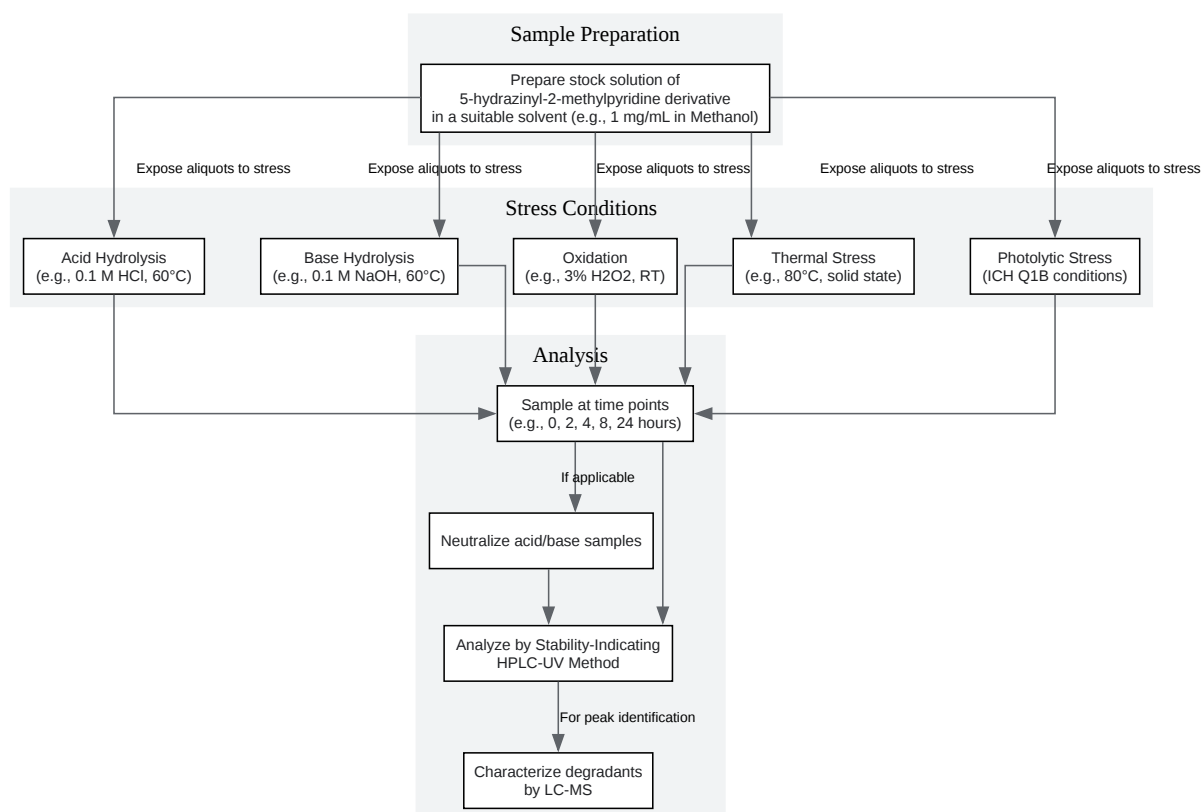 Sample Preparation
Prepare stock solution of
5-hydrazinyl-2-methylpyridine derivative
in a suitable solvent (e.g., 1 mg/mL in Methanol)
Expose aliquots to stress
Expose aliquots to stress
Expose aliquots to stress
Expose aliquots to stress
Expose aliquots to stress
Stress Conditions
Acid Hydrolysis
(e.g., 0.1 M HCl, 60°C)
Base Hydrolysis
(e.g., 0.1 M NaOH, 60°C)
Oxidation
(e.g., 3% H2O2, RT)
Thermal Stress
(e.g., 80°C, solid state)
Photolytic Stress
(ICH Q1B conditions)
Analysis
Sample at time points
(e.g., 0, 2, 4, 8, 24 hours)
If applicable
Neutralize acid/base samples
Analyze by Stability-Indicating
HPLC-UV Method
For peak identification
Characterize degradants
by LC-MS